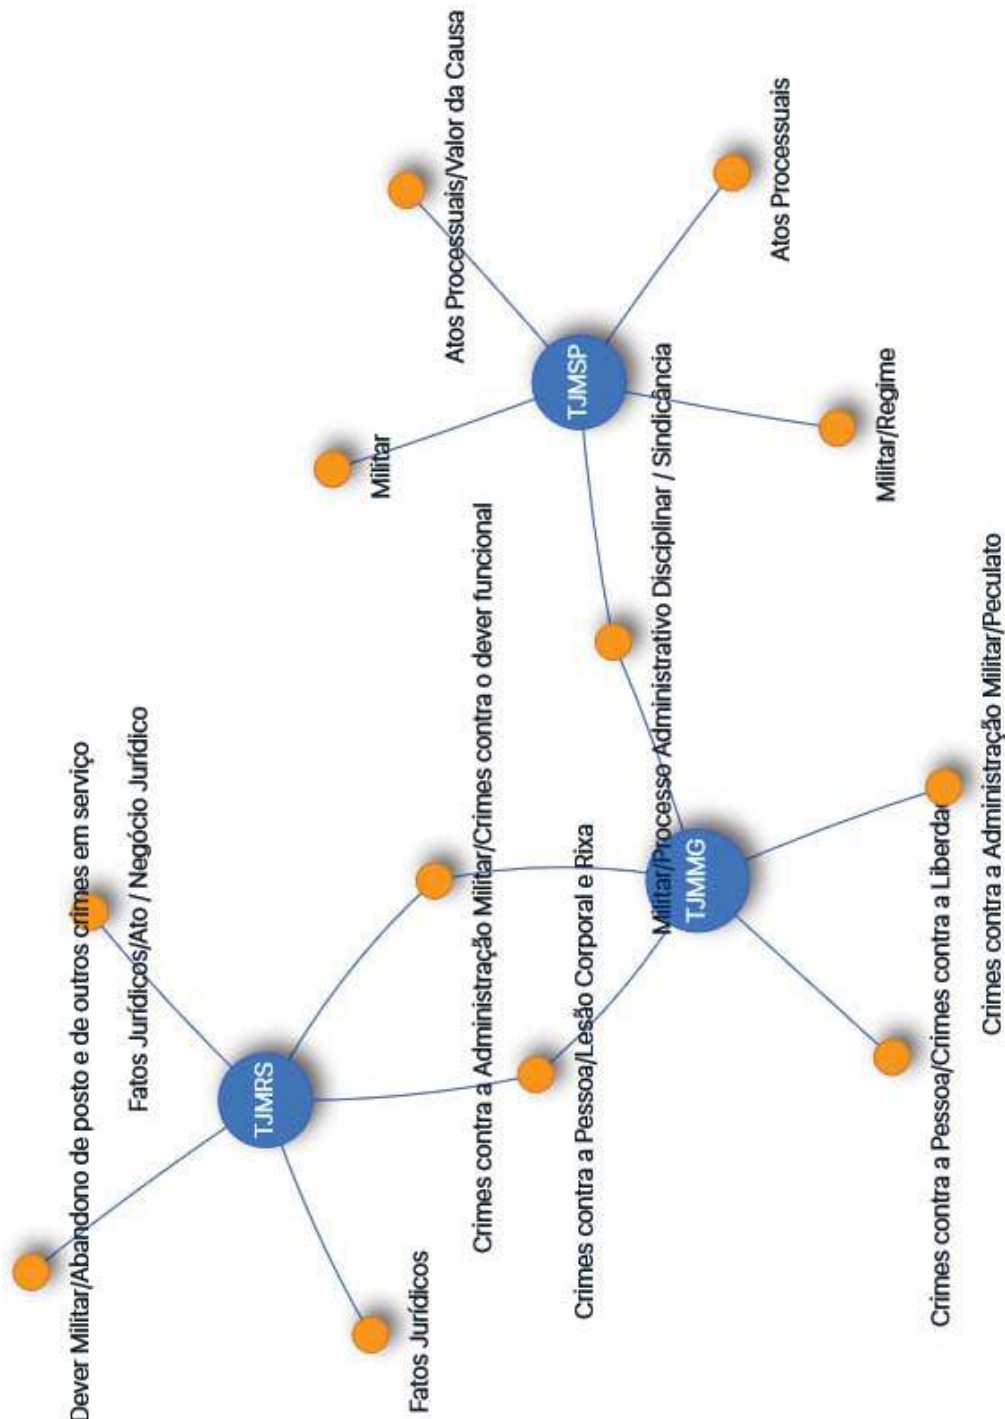 Dever Militar/Abandono de posto e de outros crimes em serviço
Fatos Jurídicos/Ato / Negócio Jurídico
TJMRS
Fatos Jurídicos
Crimes contra a Administração Militar/Crimes contra o dever funcional
Crimes contra a Pessoa/Lesão Corporal e Rixa
Militar
Atos Processuais/Valor da Causa
TJMSP
Militar/Processo Administrativo Disciplinar / Sindicância
TJMMG
Atos Processuais
Militar/Regime
Crimes contra a Pessoa/Crimes contra a Liberda
Crimes contra a Administração Militar/Peculato